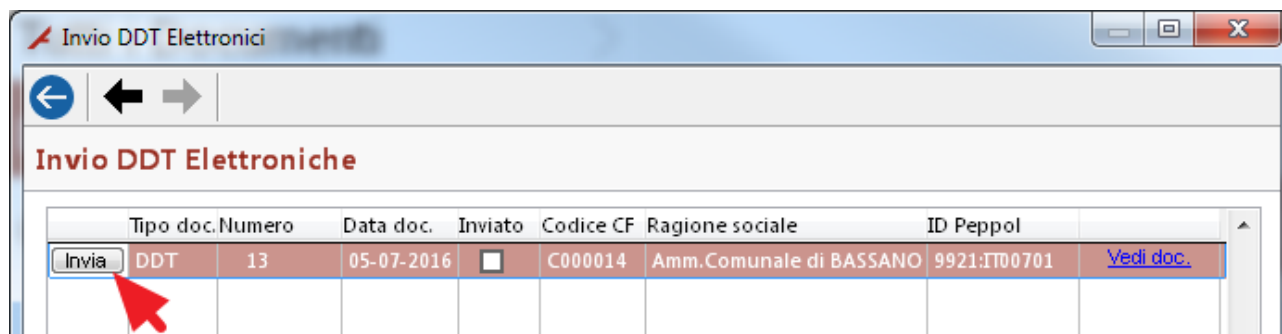 Invio DDT Elettronici
Invio DDT Elettroniche
Tipo doc. Numero Data doc. Inviato Codice CF Ragione sociale ID Peppol
Invia DDT 13 05-07-2016 C000014 Amm.Comunale di BASSANO 9921:IT00701 Vedi doc.